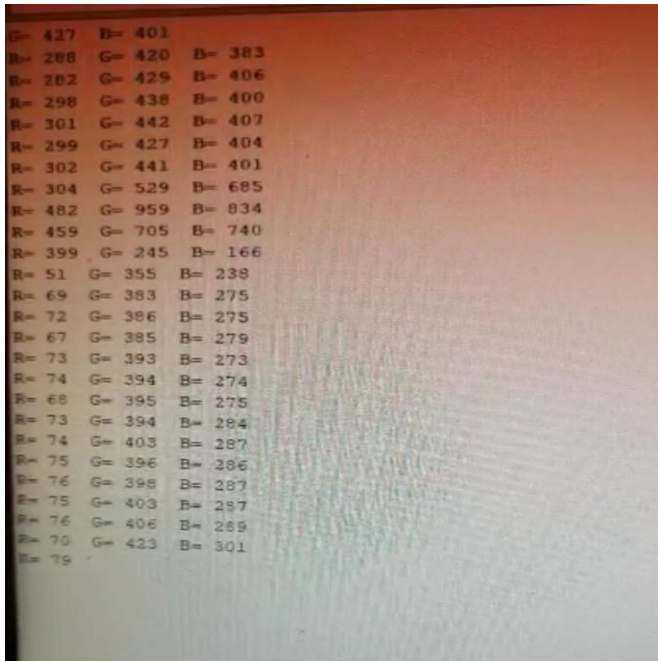 G= 427 B= 401
R= 288 G= 420 B= 383
R= 282 G= 429 B= 406
R= 298 G= 438 B= 400
R= 301 G= 442 B= 407
R= 299 G= 427 B= 404
R= 302 G= 441 B= 401
R= 304 G= 529 B= 685
R= 482 G= 959 B= 834
R= 459 G= 705 B= 740
R= 399 G= 245 B= 166
R= 51 G= 355 B= 238
R= 69 G= 383 B= 275
R= 72 G= 386 B= 275
R= 67 G= 385 B= 279
R= 73 G= 393 B= 273
R= 74 G= 394 B= 274
R= 68 G= 395 B= 275
R= 73 G= 394 B= 284
R= 74 G= 403 B= 287
R= 75 G= 396 B= 286
R= 76 G= 398 B= 287
R= 75 G= 403 B= 287
R= 76 G= 406 B= 289
R= 70 G= 423 B= 301
R= 79